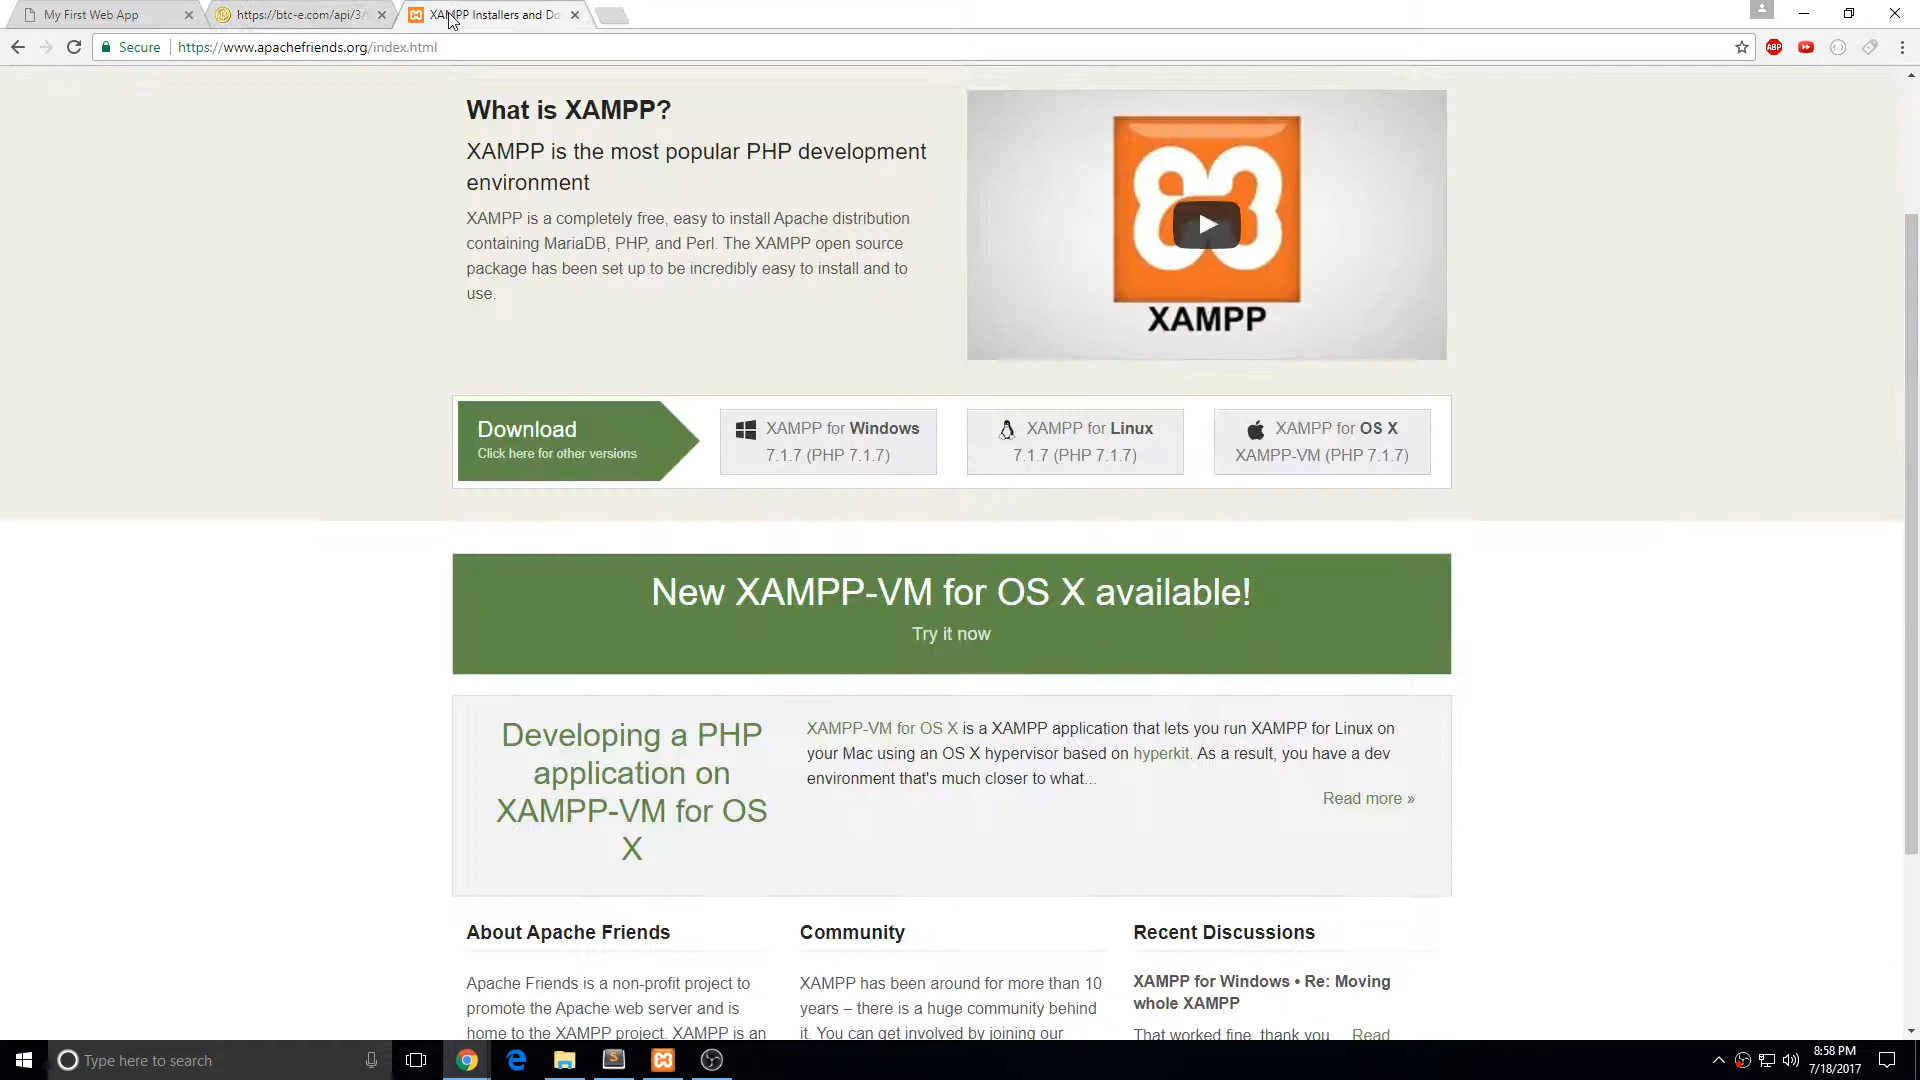 My First Web App
https://btc-e.com/api/3/
XAMPP Installers and Do
Secure
https://www.apachefriends.org/index.html
ABP
What is XAMPP?
XAMPP is the most popular PHP development
environment
XAMPP is a completely free, easy to install Apache distribution
containing MariaDB, PHP, and Perl. The XAMPP open source
package has been set up to be incredibly easy to install and to
use.
XAMPP
Download
Click here for other versions
XAMPP for Windows
7.1.7 (PHP 7.1.7)
XAMPP for Linux
7.1.7 (PHP 7.1.7)
XAMPP for OS X
XAMPP-VM (PHP 7.1.7)
New XAMPP-VM for OS X available!
Try it now
Developing a PHP
application on
XAMPP-VM for OS
X
XAMPP-VM for OS X is a XAMPP application that lets you run XAMPP for Linux on
your Mac using an OS X hypervisor based on hyperkit. As a result, you have a dev
environment that's much closer to what...
Read more »
About Apache Friends
Apache Friends is a non-profit project to
promote the Apache web server and is
home to the XAMPP project. XAMPP is an
Community
XAMPP has been around for more than 10
years – there is a huge community behind
it. You can get involved by joining our
Recent Discussions
XAMPP for Windows • Re: Moving
whole XAMPP
That worked fine, thank you Read
Type here to search
8:58 PM
7/18/2017